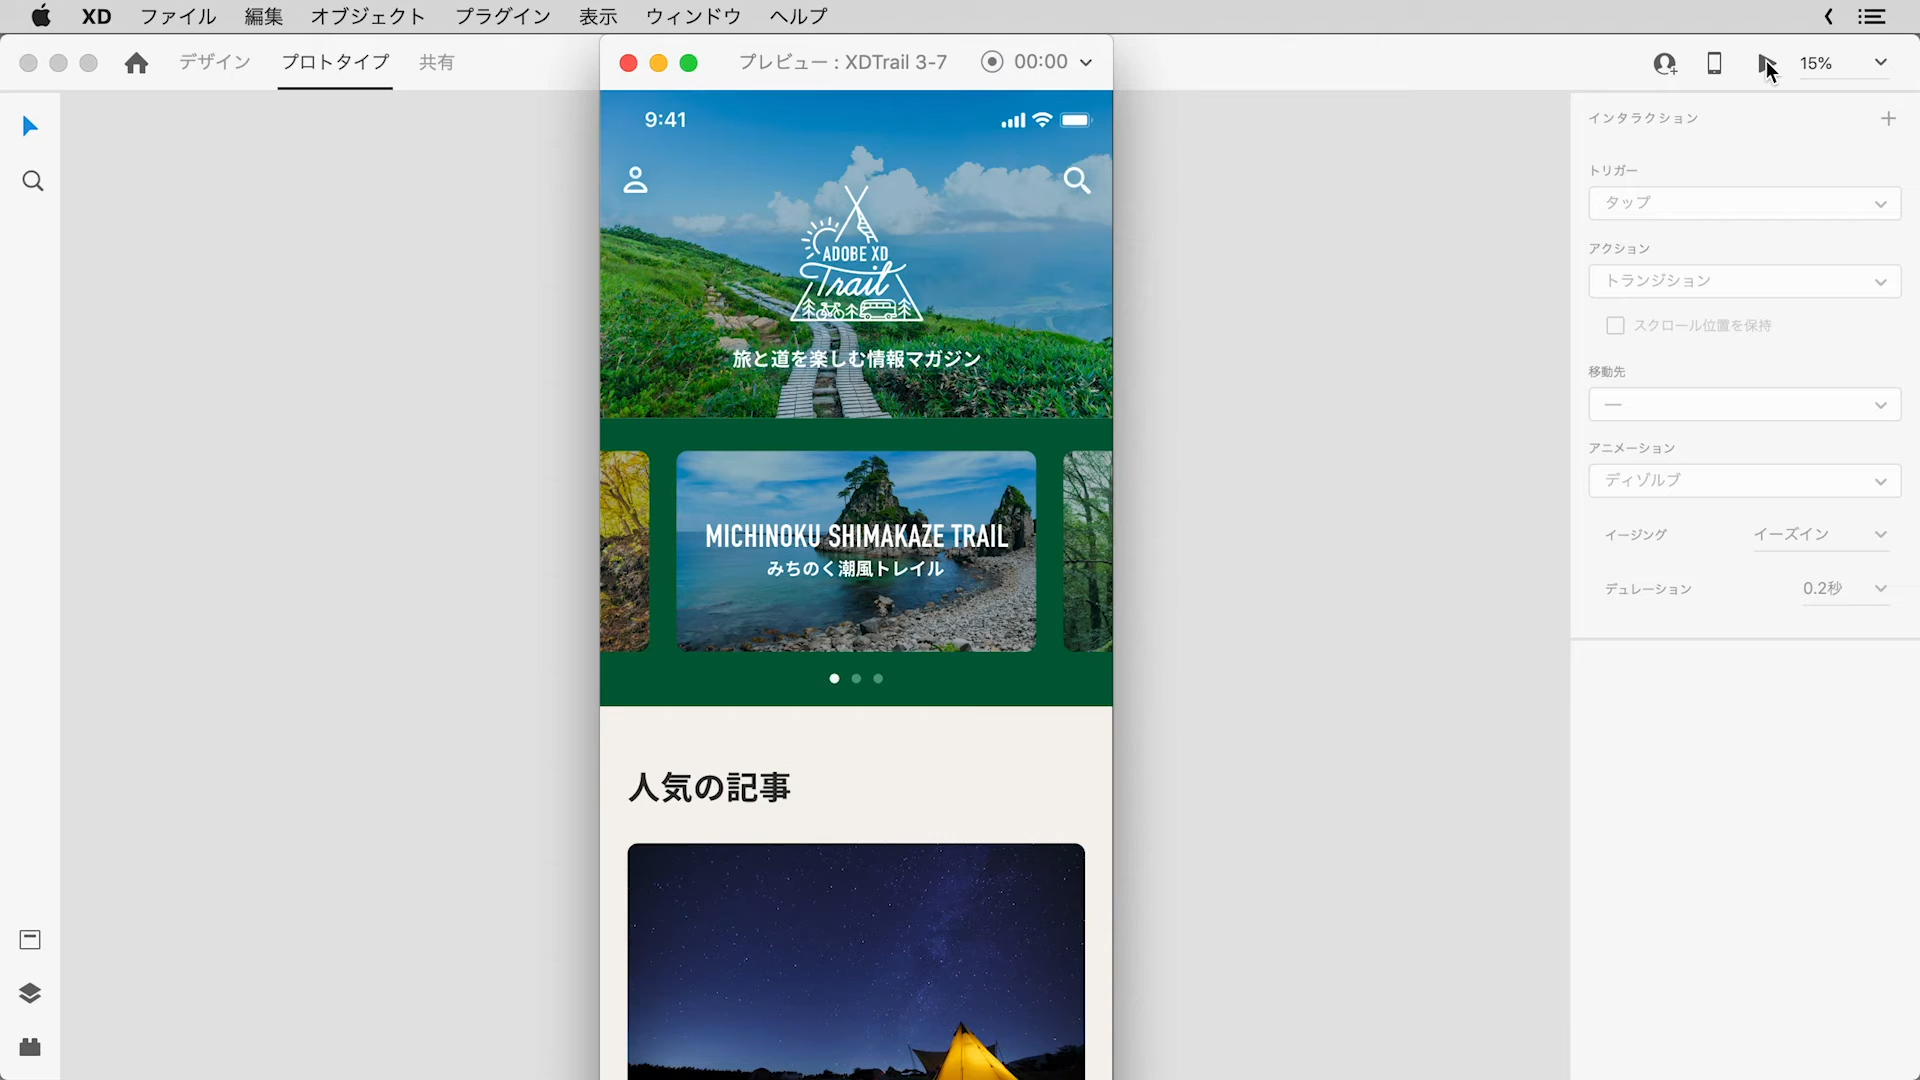 XD ファイル 編集 オブジェクト プラグイン 表示 ウィンドウ ヘルプ
デザイン プロトタイプ 共有
プレビュー : XDTrail 3-7 00:00
15%
9:41
ADOBE XD
Trail
旅と道を楽しむ情報マガジン
MICHINOKU SHIMAKAZE TRAIL
みちのく潮風トレイル
人気の記事
インタラクション
トリガー
タップ
アクション
トランジション
スクロール位置を保持
移動先
—
アニメーション
ディゾルブ
イージング イーズイン
デュレーション 0.2秒